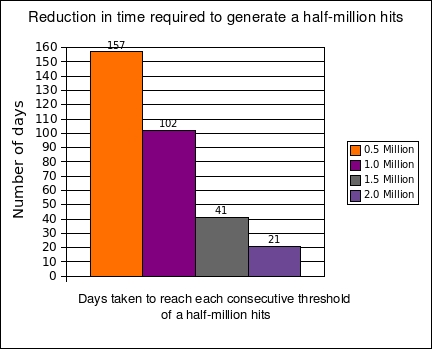 Reduction in time required to generate a half-million hits
Number of days
160
150
140
130
120
110
100
90
80
70
60
50
40
30
20
10
0
157
102
41
21
0.5 Million
1.0 Million
1.5 Million
2.0 Million
Days taken to reach each consecutive threshold
of a half-million hits